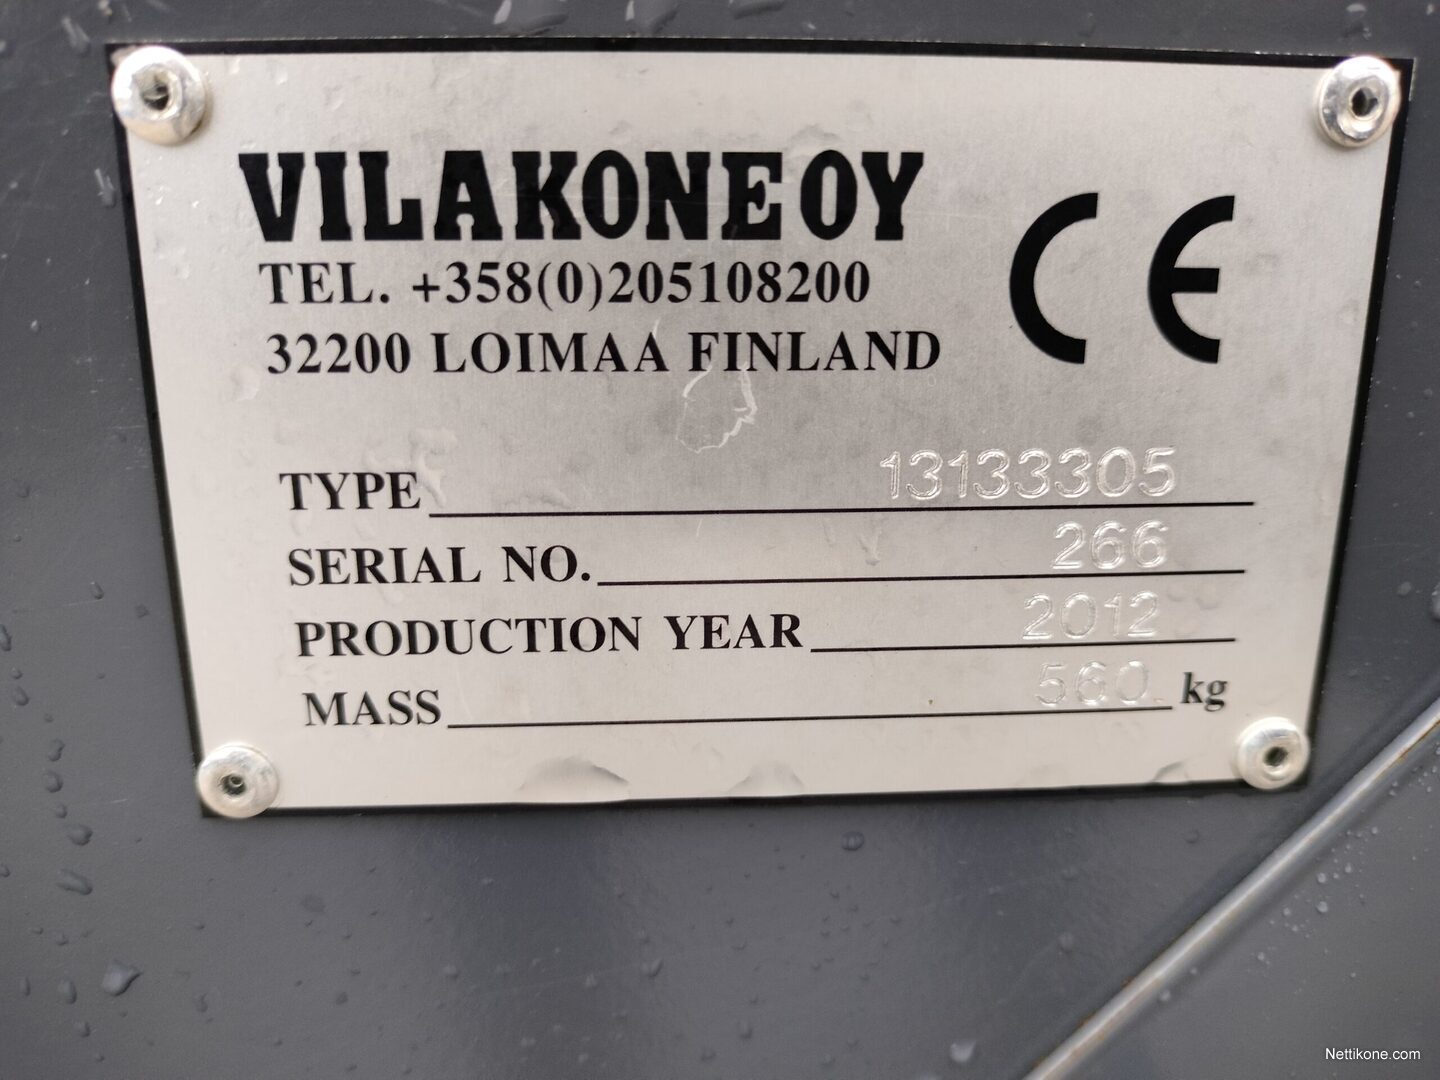 VILAKONE OY
TEL. +358(0)205108200
32200 LOIMAA FINLAND
CE
TYPE 13133305
SERIAL NO. 266
PRODUCTION YEAR 2012
MASS 560 kg
Nettikone.com